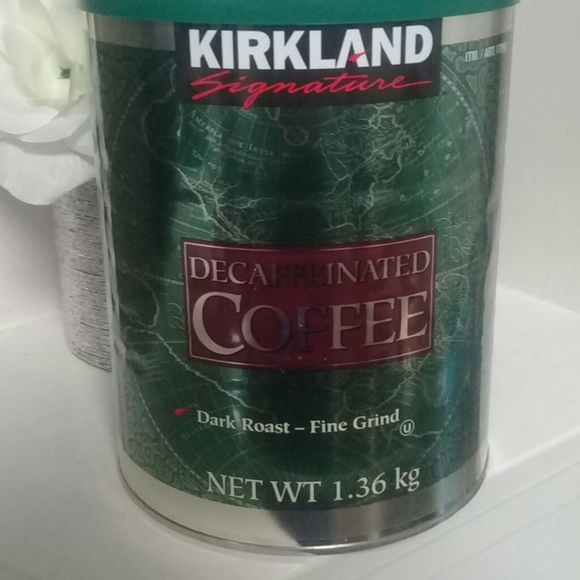 KIRKLAND
Signature
DECAFFEINATED
COFFEE
Dark Roast – Fine Grind
U
NET WT 1.36 kg